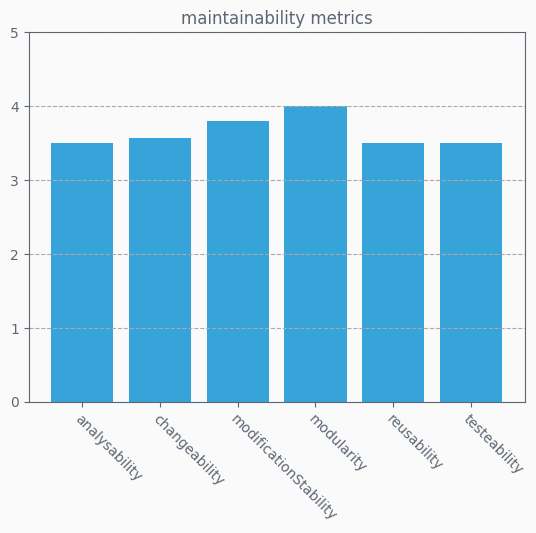 maintainability metrics
5
4
3
2
1
0
analysability
changeability
modificationStability
modularity
reusability
testeability